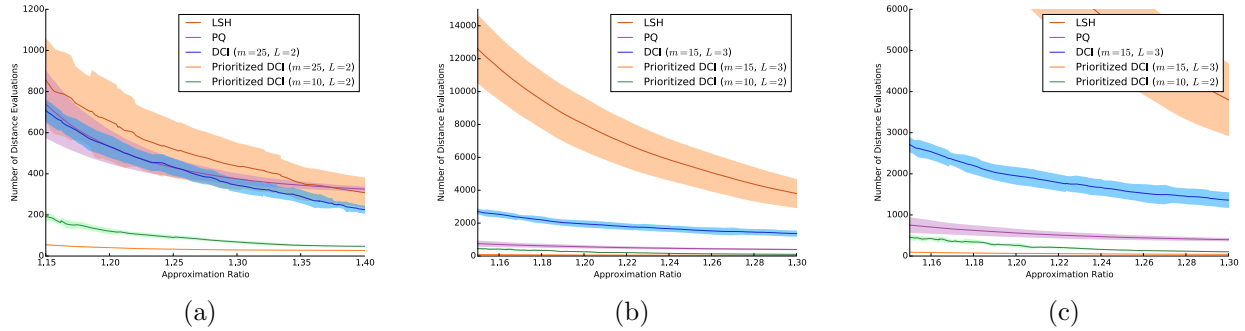 1200
1000
800
600
400
200
0
1.15
1.20
1.25
1.30
1.35
1.40
Number of Distance Evaluations
Approximation Ratio
LSH
PQ
DCI (m=25, L=2)
Prioritized DCI (m=25, L=2)
Prioritized DCI (m=10, L=2)
(a)
14000
12000
10000
8000
6000
4000
2000
0
1.16
1.18
1.20
1.22
1.24
1.26
1.28
1.30
Number of Distance Evaluations
Approximation Ratio
LSH
PQ
DCI (m=15, L=3)
Prioritized DCI (m=15, L=3)
Prioritized DCI (m=10, L=2)
(b)
6000
5000
4000
3000
2000
1000
0
1.16
1.18
1.20
1.22
1.24
1.26
1.28
1.30
Number of Distance Evaluations
Approximation Ratio
LSH
PQ
DCI (m=15, L=3)
Prioritized DCI (m=15, L=3)
Prioritized DCI (m=10, L=2)
(c)